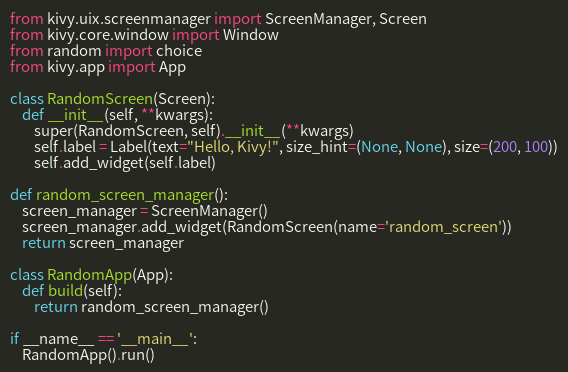 from kivy.uix.screenmanager import ScreenManager, Screen
from kivy.core.window import Window
from random import choice
from kivy.app import App

class RandomScreen(Screen):
    def __init__(self, **kwargs):
        super(RandomScreen, self).__init__(**kwargs)
        self.label = Label(text="Hello, Kivy!", size_hint=(None, None), size=(200, 100))
        self.add_widget(self.label)

def random_screen_manager():
    screen_manager = ScreenManager()
    screen_manager.add_widget(RandomScreen(name='random_screen'))
    return screen_manager

class RandomApp(App):
    def build(self):
        return random_screen_manager()

if __name__ == '__main__':
    RandomApp().run()